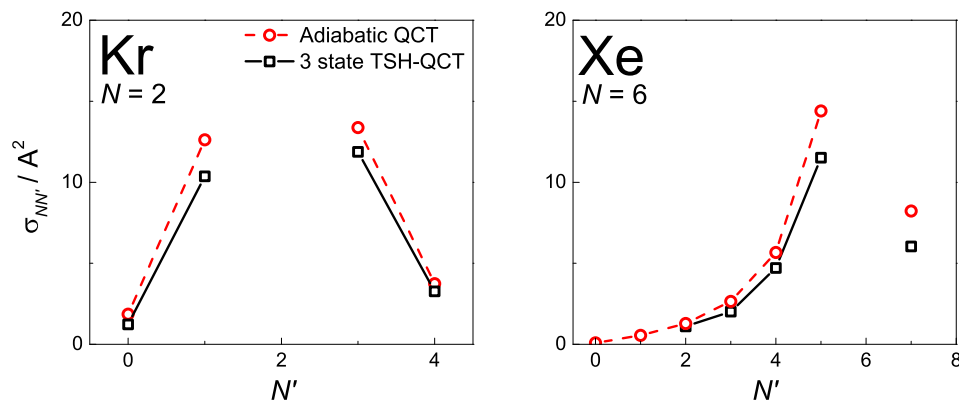 Kr
N = 2
Adiabatic QCT
3 state TSH-QCT
σNN' / A²
20
10
0
0
2
4
N'
Xe
N = 6
20
10
0
0
2
4
6
8
N'